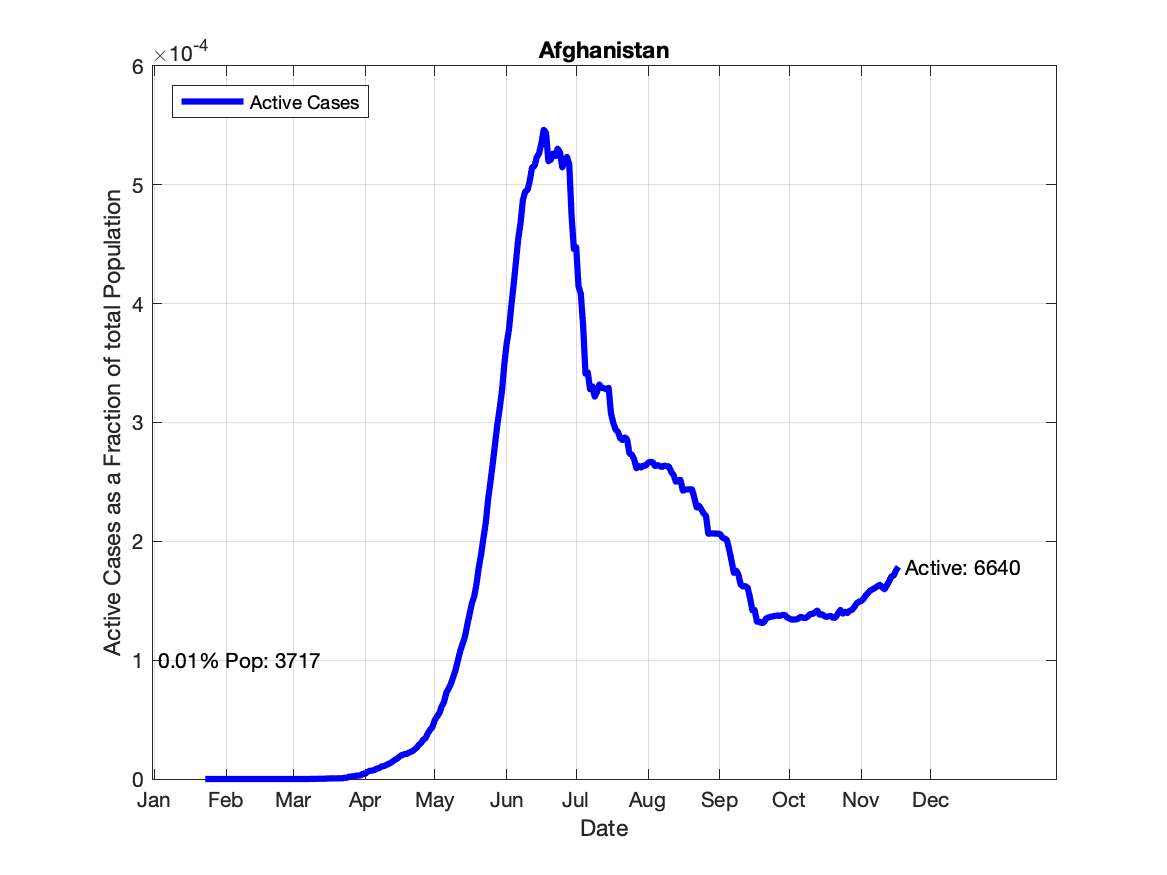 Afghanistan
×10⁻⁴
Active Cases
6
5
4
3
2
1
0
Active Cases as a Fraction of total Population
0.01% Pop: 3717
Active: 6640
Jan Feb Mar Apr May Jun Jul Aug Sep Oct Nov Dec
Date